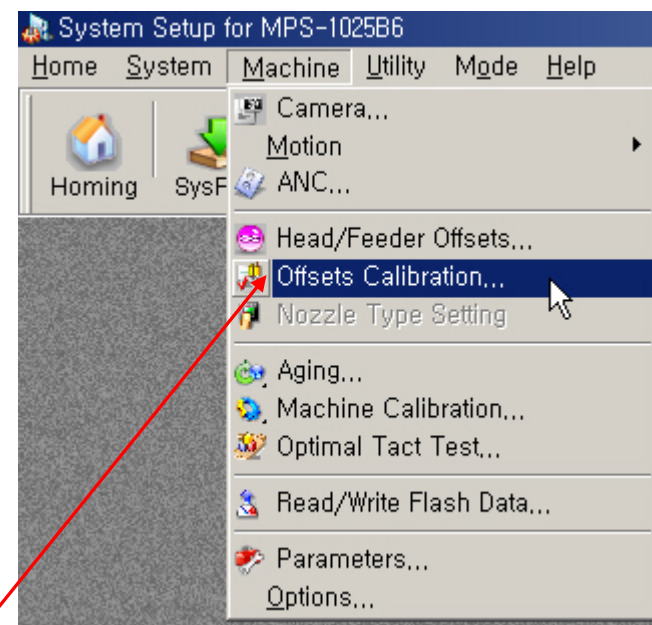 System Setup for MPS-1025B6
Home System Machine Utility Mode Help
Homing SysF
Camera...
Motion
ANC...
Head/Feeder Offsets...
Offsets Calibration...
Nozzle Type Setting
Aging...
Machine Calibration...
Optimal Tact Test...
Read/Write Flash Data...
Parameters...
Options...